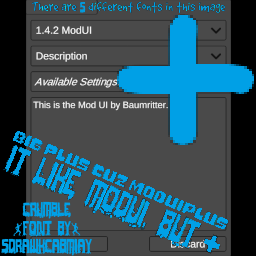 There are 5 different fonts in this image
1.4.2 ModUI
Description
Available Settings
This is the Mod UI by Baumritter.
BIG PLUS CUZ MODUIPLUS
IT LIKE MODUI BUT +
CRUMBLE
FONT BY
Discard